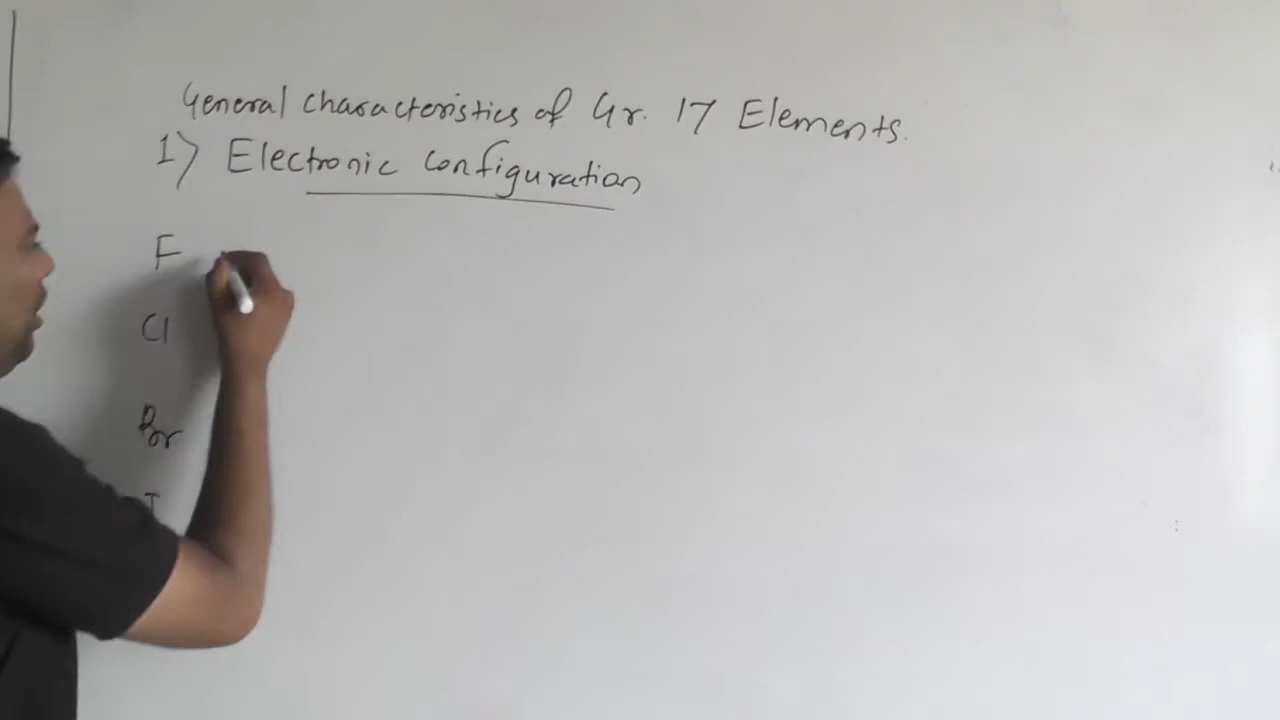 General characteristics of Gr. 17 Elements.
1) Electronic configuration
F
Cl
Br
I